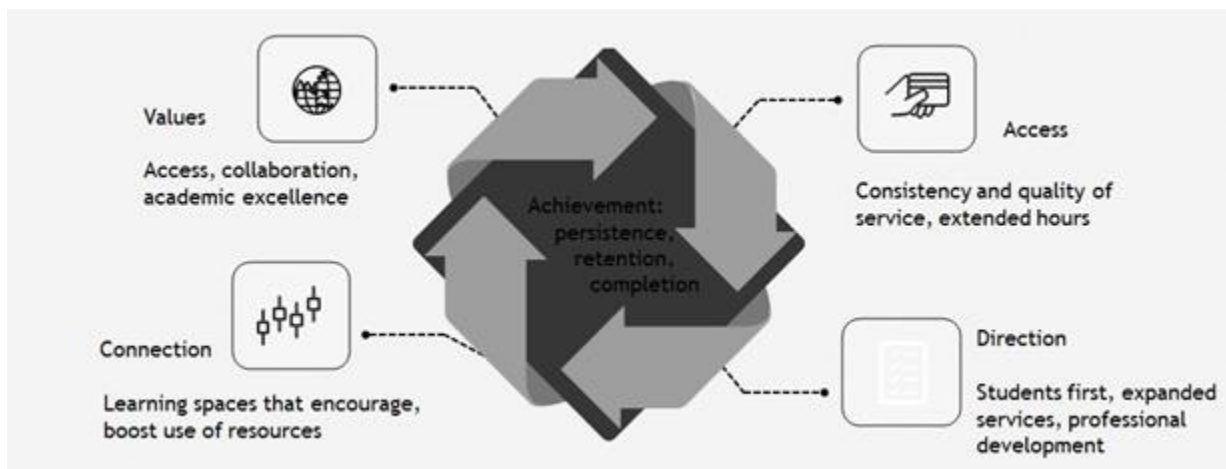 Values
Access, collaboration,
academic excellence
Access
Consistency and quality of
service, extended hours
Achievement:
persistence,
retention,
completion
Connection
Learning spaces that encourage,
boost use of resources
Direction
Students first, expanded
services, professional
development